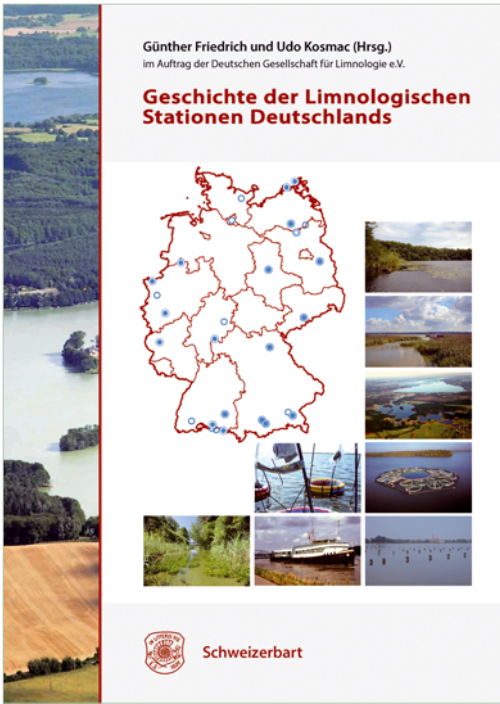 Günther Friedrich und Udo Kosmac (Hrsg.)
im Auftrag der Deutschen Gesellschaft für Limnologie e.V.
Geschichte der Limnologischen
Stationen Deutschlands
Schweizerbart